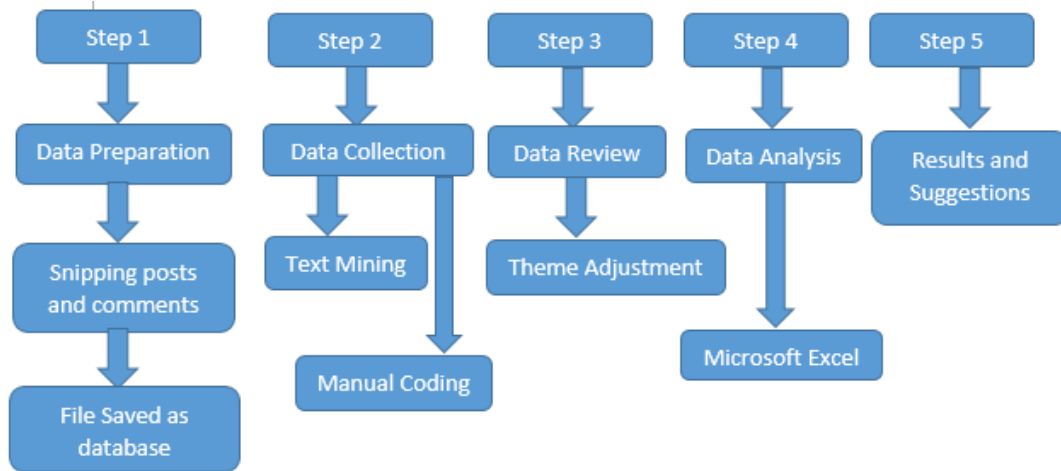 Step 1
Step 2
Step 3
Step 4
Step 5
Data Preparation
Data Collection
Data Review
Data Analysis
Results and
Suggestions
Snipping posts
and comments
Text Mining
Theme Adjustment
Manual Coding
Microsoft Excel
File Saved as
database